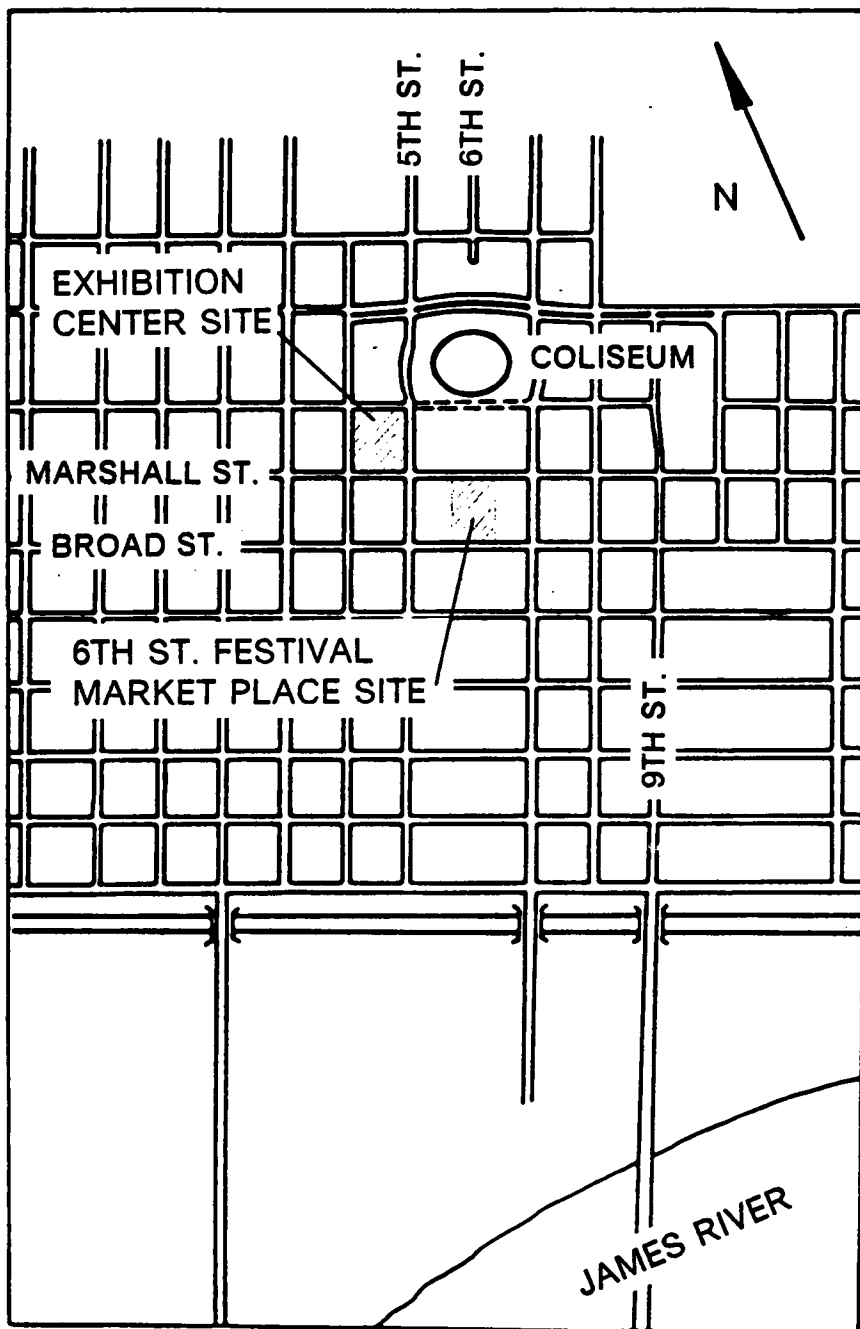 5TH ST.
6TH ST.
N
EXHIBITION
CENTER SITE
COLISEUM
MARSHALL ST.
BROAD ST.
6TH ST. FESTIVAL
MARKET PLACE SITE
9TH ST.
JAMES RIVER